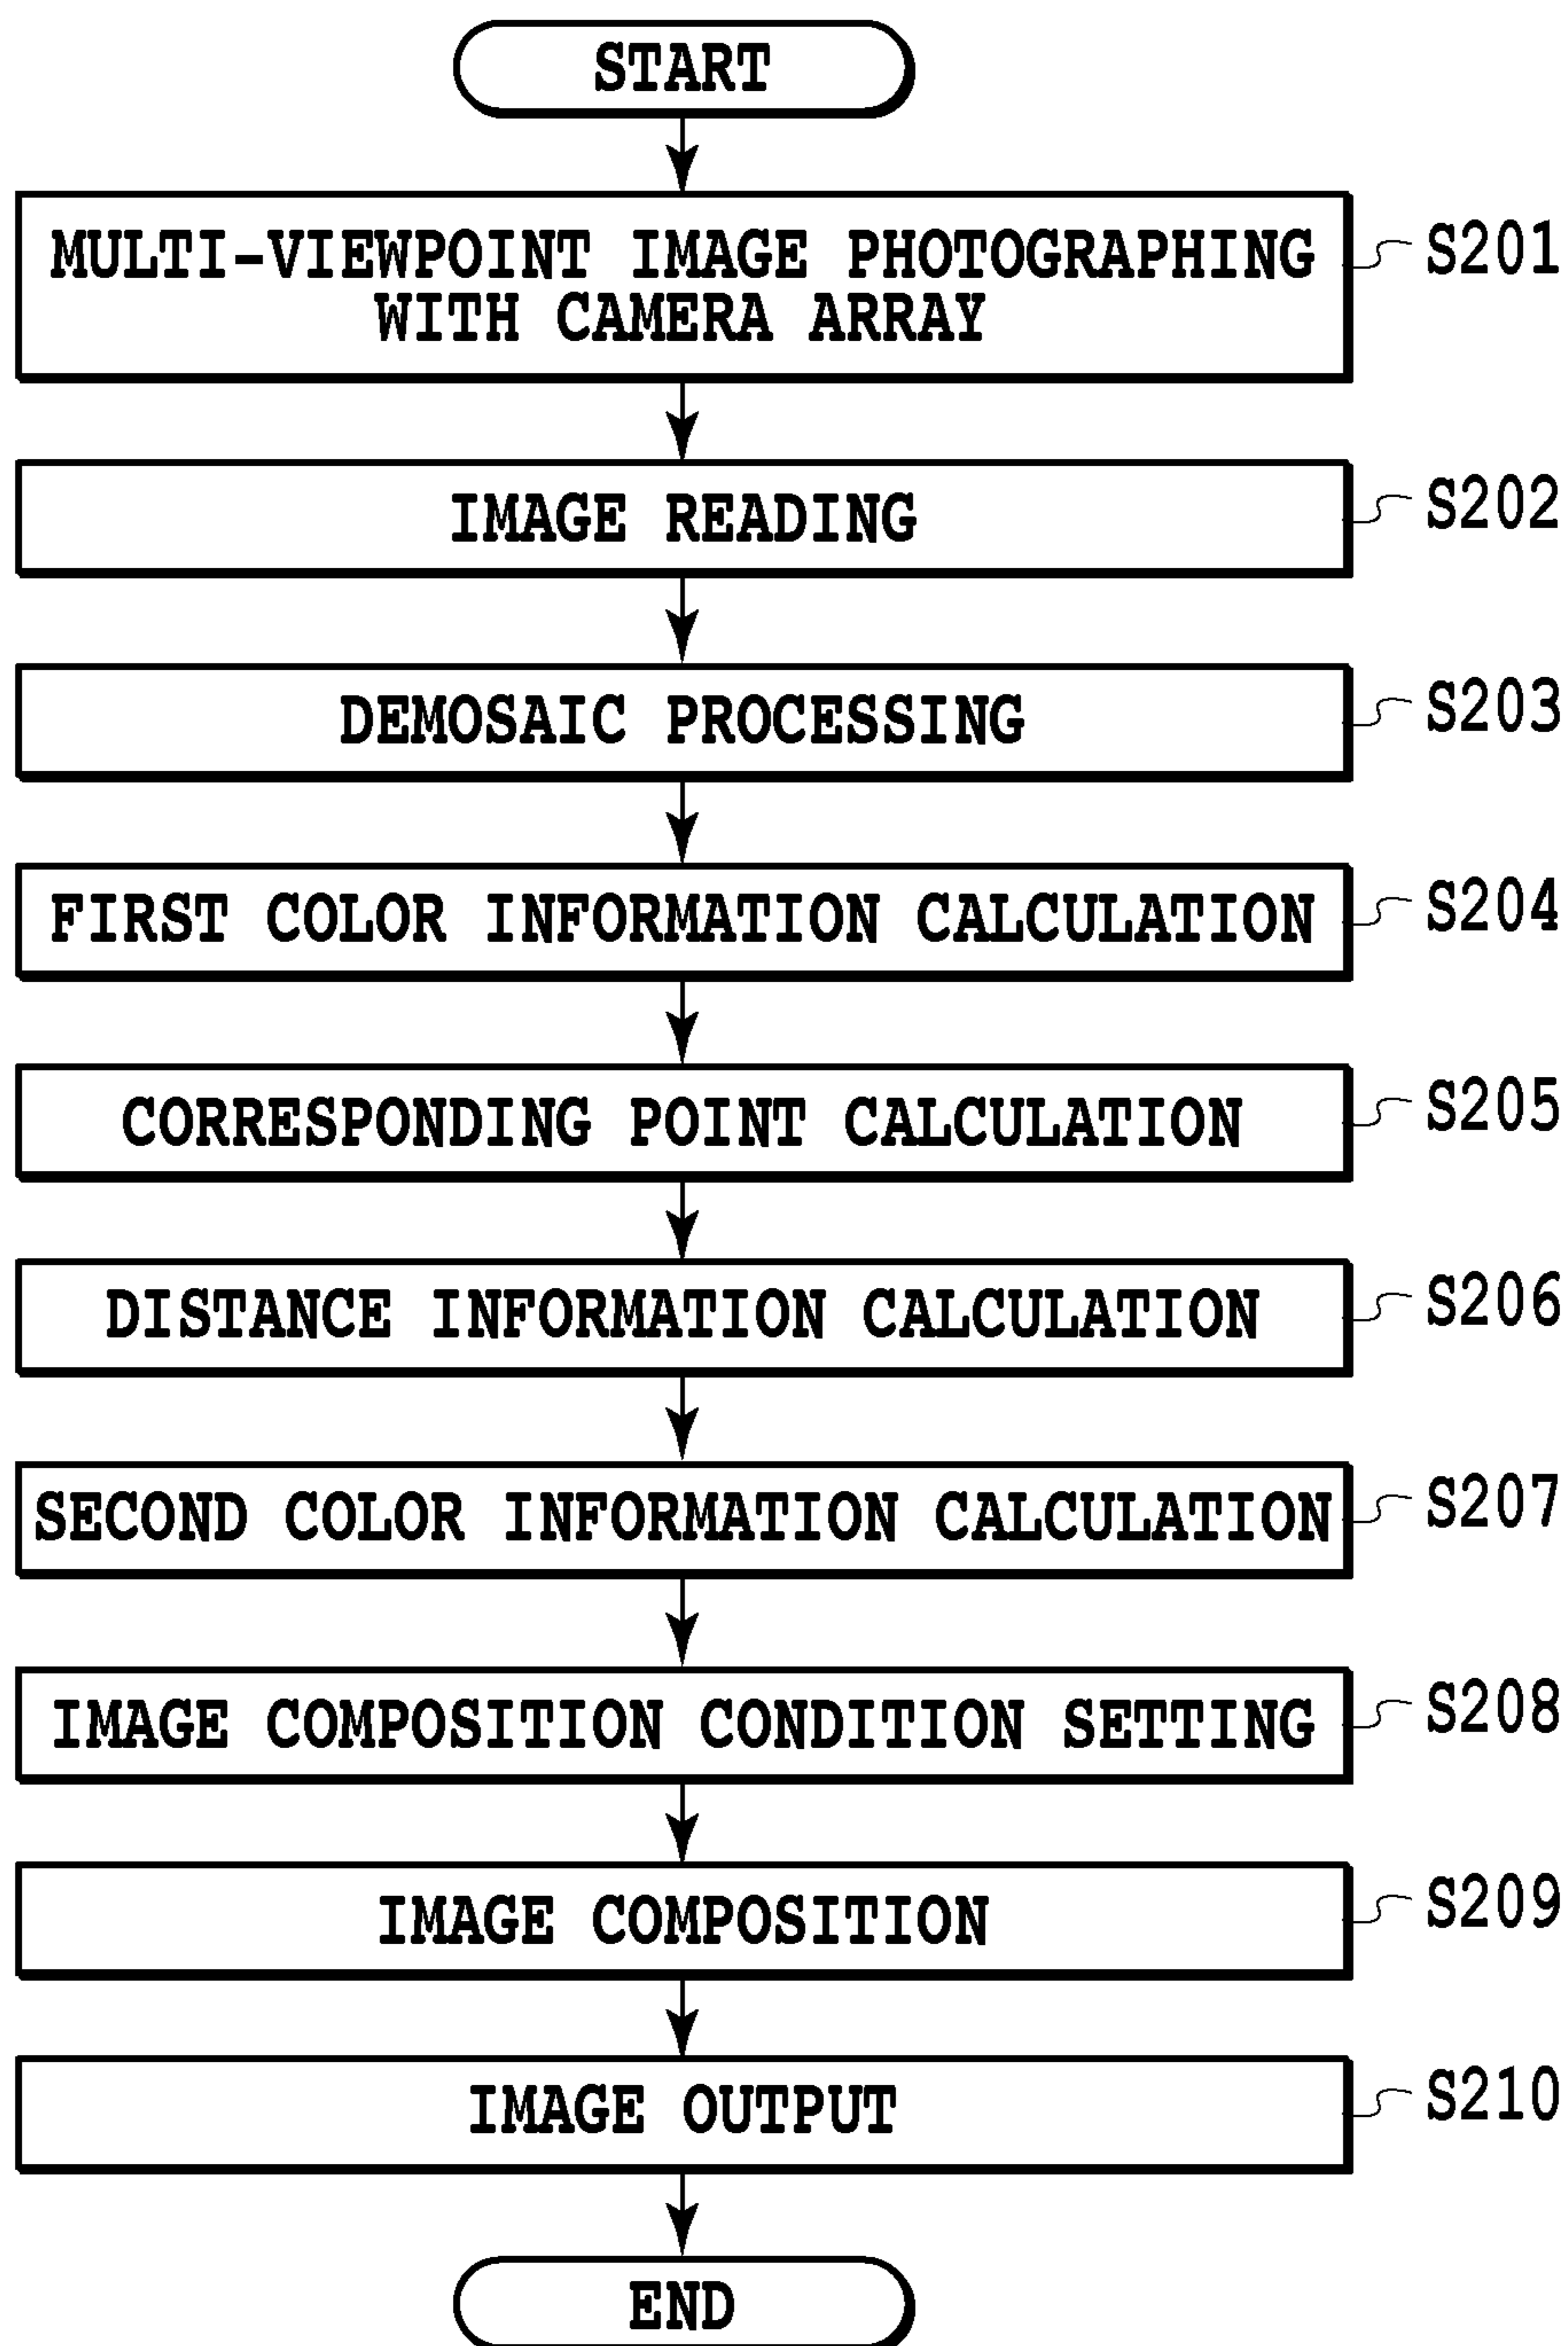 START
MULTI-VIEWPOINT IMAGE PHOTOGRAPHING
WITH CAMERA ARRAY
S201
IMAGE READING
S202
DEMOSAIC PROCESSING
S203
FIRST COLOR INFORMATION CALCULATION
S204
CORRESPONDING POINT CALCULATION
S205
DISTANCE INFORMATION CALCULATION
S206
SECOND COLOR INFORMATION CALCULATION
S207
IMAGE COMPOSITION CONDITION SETTING
S208
IMAGE COMPOSITION
S209
IMAGE OUTPUT
S210
END